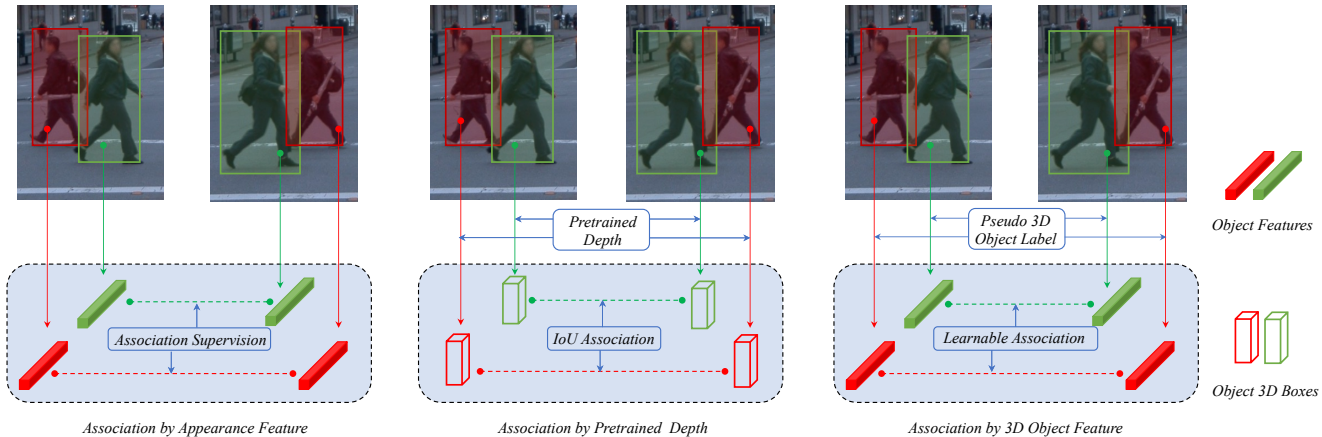 Pretrained
Depth
Pseudo 3D
Object Label
Object Features
Association Supervision
IoU Association
Learnable Association
Object 3D Boxes
Association by Appearance Feature
Association by Pretrained Depth
Association by 3D Object Feature